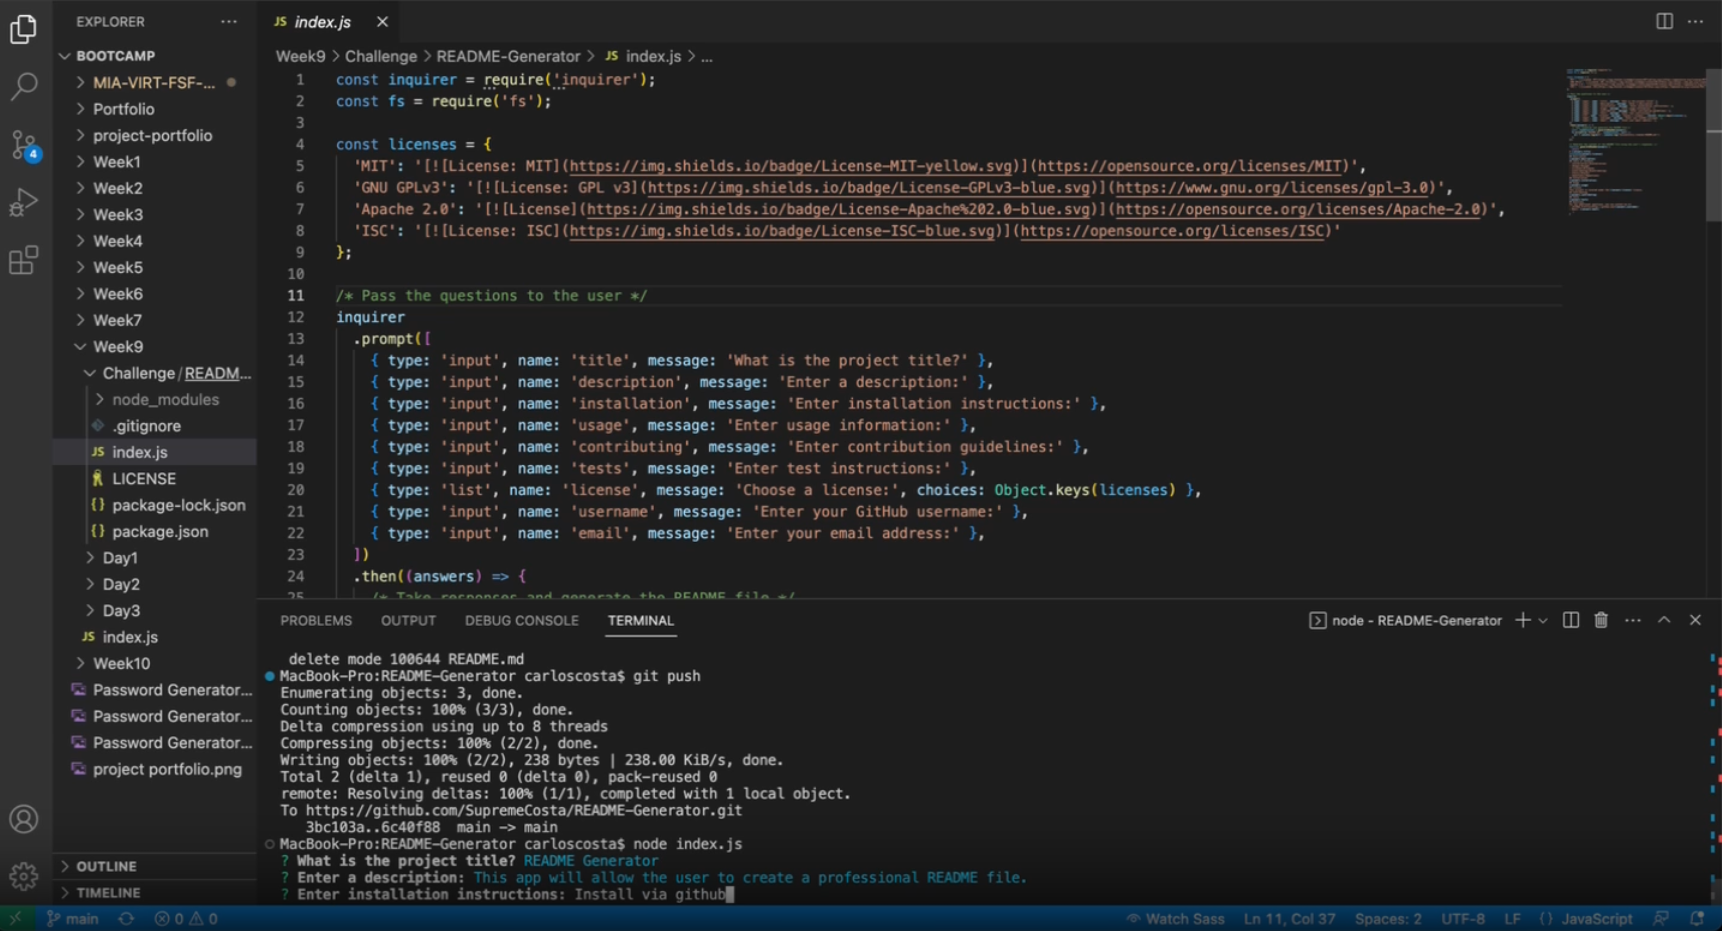 EXPLORER
···
JS index.js ×
BOOTCAMP
MIA-VIRT-FSF-...
Portfolio
project-portfolio
Week1
Week2
Week3
Week4
Week5
Week6
Week7
Week9
Challenge/READM...
node_modules
.gitignore
JS index.js
LICENSE
{} package-lock.json
{} package.json
Day1
Day2
Day3
JS index.js
Week10
Password Generator...
Password Generator...
Password Generator...
project portfolio.png
OUTLINE
TIMELINE
4
Week9 > Challenge > README-Generator > JS index.js > ...
1 const inquirer = require('inquirer');
2 const fs = require('fs');
3
4 const licenses = {
5 'MIT': '[![License: MIT](https://img.shields.io/badge/License-MIT-yellow.svg)](https://opensource.org/licenses/MIT)',
6 'GNU GPLv3': '[![License: GPL v3](https://img.shields.io/badge/License-GPLv3-blue.svg)](https://www.gnu.org/licenses/gpl-3.0)',
7 'Apache 2.0': '[![License](https://img.shields.io/badge/License-Apache%202.0-blue.svg)](https://opensource.org/licenses/Apache-2.0)',
8 'ISC': '[![License: ISC](https://img.shields.io/badge/License-ISC-blue.svg)](https://opensource.org/licenses/ISC)'
9 };
10
11 /* Pass the questions to the user */
12 inquirer
13 .prompt([
14 { type: 'input', name: 'title', message: 'What is the project title?' },
15 { type: 'input', name: 'description', message: 'Enter a description:' },
16 { type: 'input', name: 'installation', message: 'Enter installation instructions:' },
17 { type: 'input', name: 'usage', message: 'Enter usage information:' },
18 { type: 'input', name: 'contributing', message: 'Enter contribution guidelines:' },
19 { type: 'input', name: 'tests', message: 'Enter test instructions:' },
20 { type: 'list', name: 'license', message: 'Choose a license:', choices: Object.keys(licenses) },
21 { type: 'input', name: 'username', message: 'Enter your GitHub username:' },
22 { type: 'input', name: 'email', message: 'Enter your email address:' },
23 ])
24 .then((answers) => {
25 /* Take responses and generate the README file */
PROBLEMS OUTPUT DEBUG CONSOLE TERMINAL
node - README-Generator
delete mode 100644 README.md
MacBook-Pro:README-Generator carloscosta$ git push
Enumerating objects: 3, done.
Counting objects: 100% (3/3), done.
Delta compression using up to 8 threads
Compressing objects: 100% (2/2), done.
Writing objects: 100% (2/2), 238 bytes | 238.00 KiB/s, done.
Total 2 (delta 1), reused 0 (delta 0), pack-reused 0
remote: Resolving deltas: 100% (1/1), completed with 1 local object.
To https://github.com/SupremeCosta/README-Generator.git
3bc103a..6c40f88 main -> main
MacBook-Pro:README-Generator carloscosta$ node index.js
? What is the project title? README Generator
? Enter a description: This app will allow the user to create a professional README file.
? Enter installation instructions: Install via github
main 0 0 Watch Sass Ln 11, Col 37 Spaces: 2 UTF-8 LF {} JavaScript